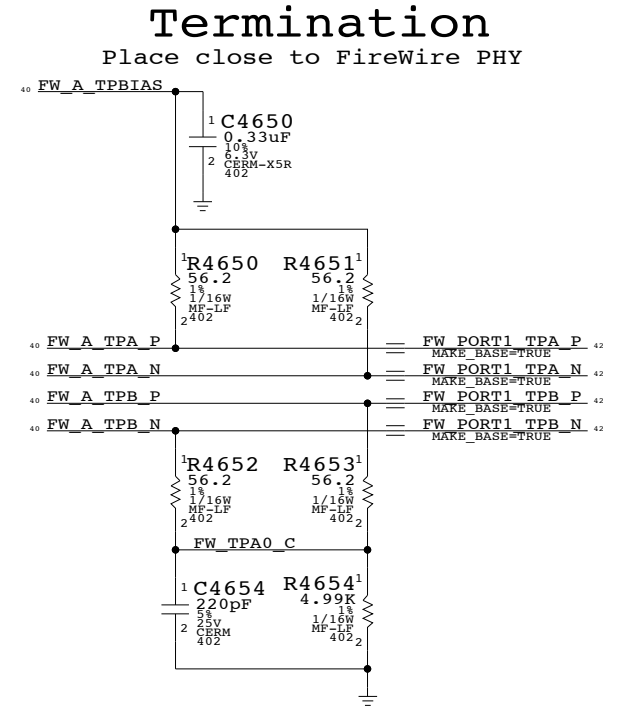 Termination
Place close to FireWire PHY
40 FW_A_TPBIAS
1 C4650
0.33uF
10%
6.3V
2 CERM-X5R
402
1 R4650
56.2
1%
1/16W
MF-LF
2 402
R4651 1
56.2
1%
1/16W
MF-LF
402 2
40 FW_A_TPA_P
FW_PORT1_TPA_P 42
MAKE_BASE=TRUE
40 FW_A_TPA_N
FW_PORT1_TPA_N 42
MAKE_BASE=TRUE
40 FW_A_TPB_P
FW_PORT1_TPB_P 42
MAKE_BASE=TRUE
40 FW_A_TPB_N
FW_PORT1_TPB_N 42
MAKE_BASE=TRUE
1 R4652
56.2
1%
1/16W
MF-LF
2 402
R4653 1
56.2
1%
1/16W
MF-LF
402 2
FW_TPA0_C
1 C4654
220pF
5%
25V
2 CERM
402
R4654 1
4.99K
1%
1/16W
MF-LF
402 2